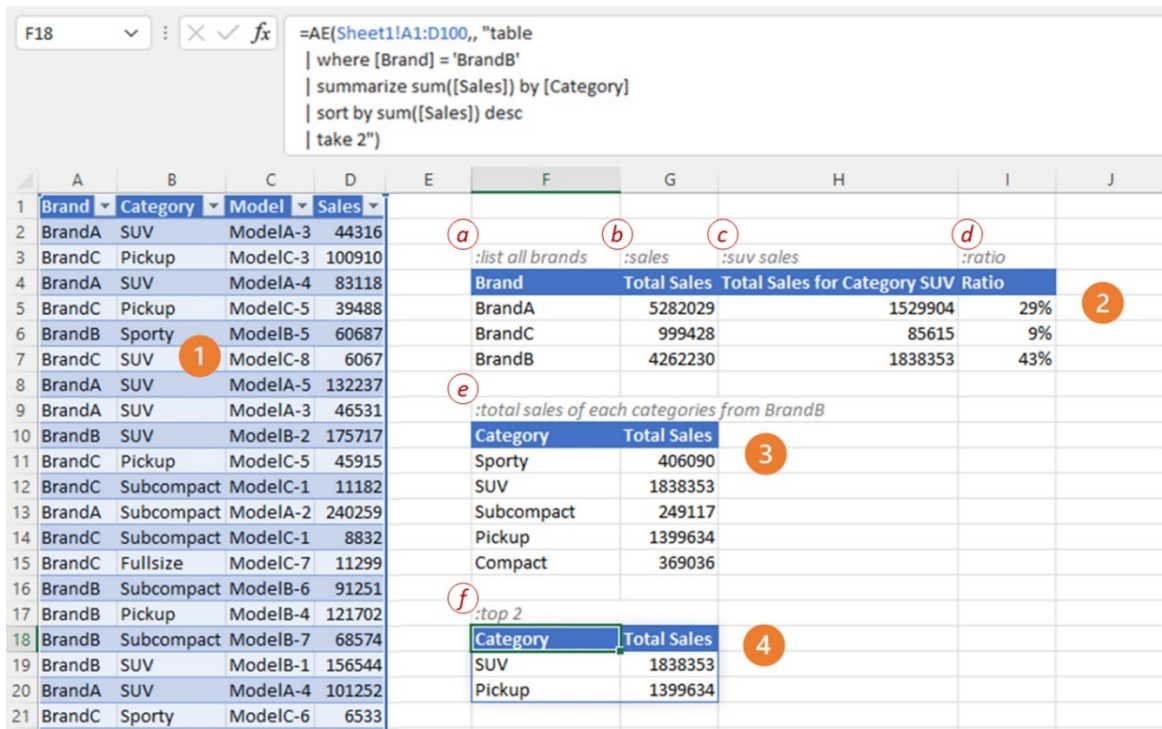 F18 fx =AE(Sheet1!A1:D100,, "table
| where [Brand] = 'BrandB'
| summarize sum([Sales]) by [Category]
| sort by sum([Sales]) desc
| take 2")
A B C D E F G H I J
1 Brand Category Model Sales
2 BrandA SUV ModelA-3 44316 a b c d
3 BrandC Pickup ModelC-3 100910 :list all brands :sales :suv sales :ratio
4 BrandA SUV ModelA-4 83118 Brand Total Sales Total Sales for Category SUV Ratio
5 BrandC Pickup ModelC-5 39488 BrandA 5282029 1529904 29% 2
6 BrandB Sporty ModelB-5 60687 BrandC 999428 85615 9%
7 BrandC SUV 1 ModelC-8 6067 BrandB 4262230 1838353 43%
8 BrandA SUV ModelA-5 132237 e
9 BrandA SUV ModelA-3 46531 :total sales of each categories from BrandB
10 BrandB SUV ModelB-2 175717 Category Total Sales
11 BrandC Pickup ModelC-5 45915 Sporty 406090 3
12 BrandC Subcompact ModelC-1 11182 SUV 1838353
13 BrandA Subcompact ModelA-2 240259 Subcompact 249117
14 BrandC Subcompact ModelC-1 8832 Pickup 1399634
15 BrandC Fullsize ModelC-7 11299 Compact 369036
16 BrandB Subcompact ModelB-6 91251 f
17 BrandB Pickup ModelB-4 121702 :top 2
18 BrandB Subcompact ModelB-7 68574 Category Total Sales 4
19 BrandB SUV ModelB-1 156544 SUV 1838353
20 BrandA SUV ModelA-4 101252 Pickup 1399634
21 BrandC Sporty ModelC-6 6533